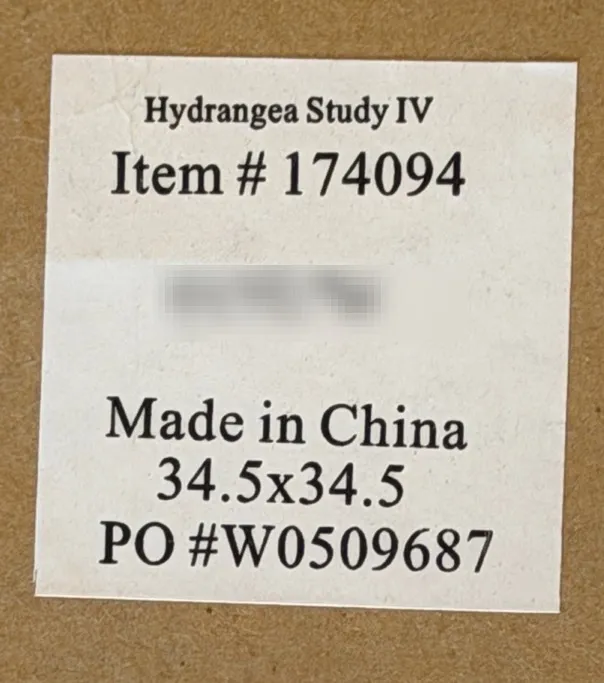 Hydrangea Study IV
Item # 174094
Made in China
34.5x34.5
PO #W0509687